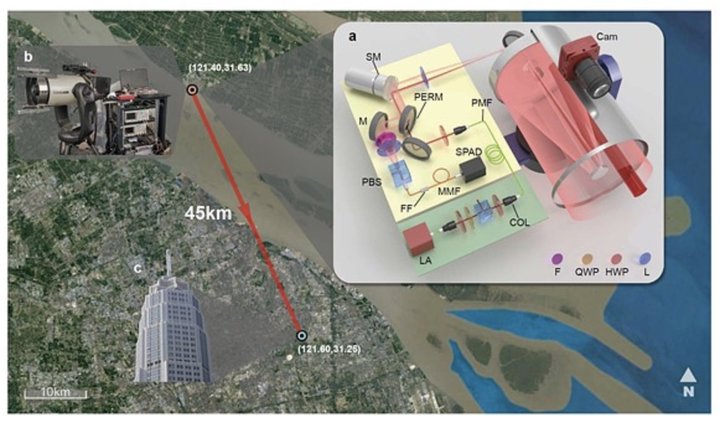 b
(121.40,31.63)
a
Cam
SM
PERM
PMF
M
SPAD
PBS
MMF
FF
COL
LA
F
QWP
HWP
L
45km
c
(121.60,31.25)
10km
N